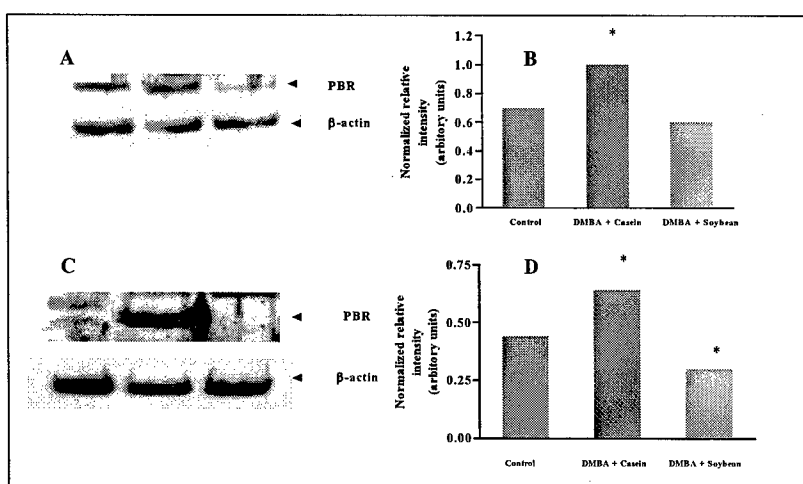 A
PBR
β-actin
B
*
Normalized relative
intensity
(arbitory units)
1.2
1.0
0.8
0.6
0.4
0.2
0.0
Control
DMBA + Casein
DMBA + Soybean
C
PBR
β-actin
D
*
*
Normalized relative
intensity
(arbitory units)
0.75
0.50
0.25
0.00
Control
DMBA + Casein
DMBA + Soybean